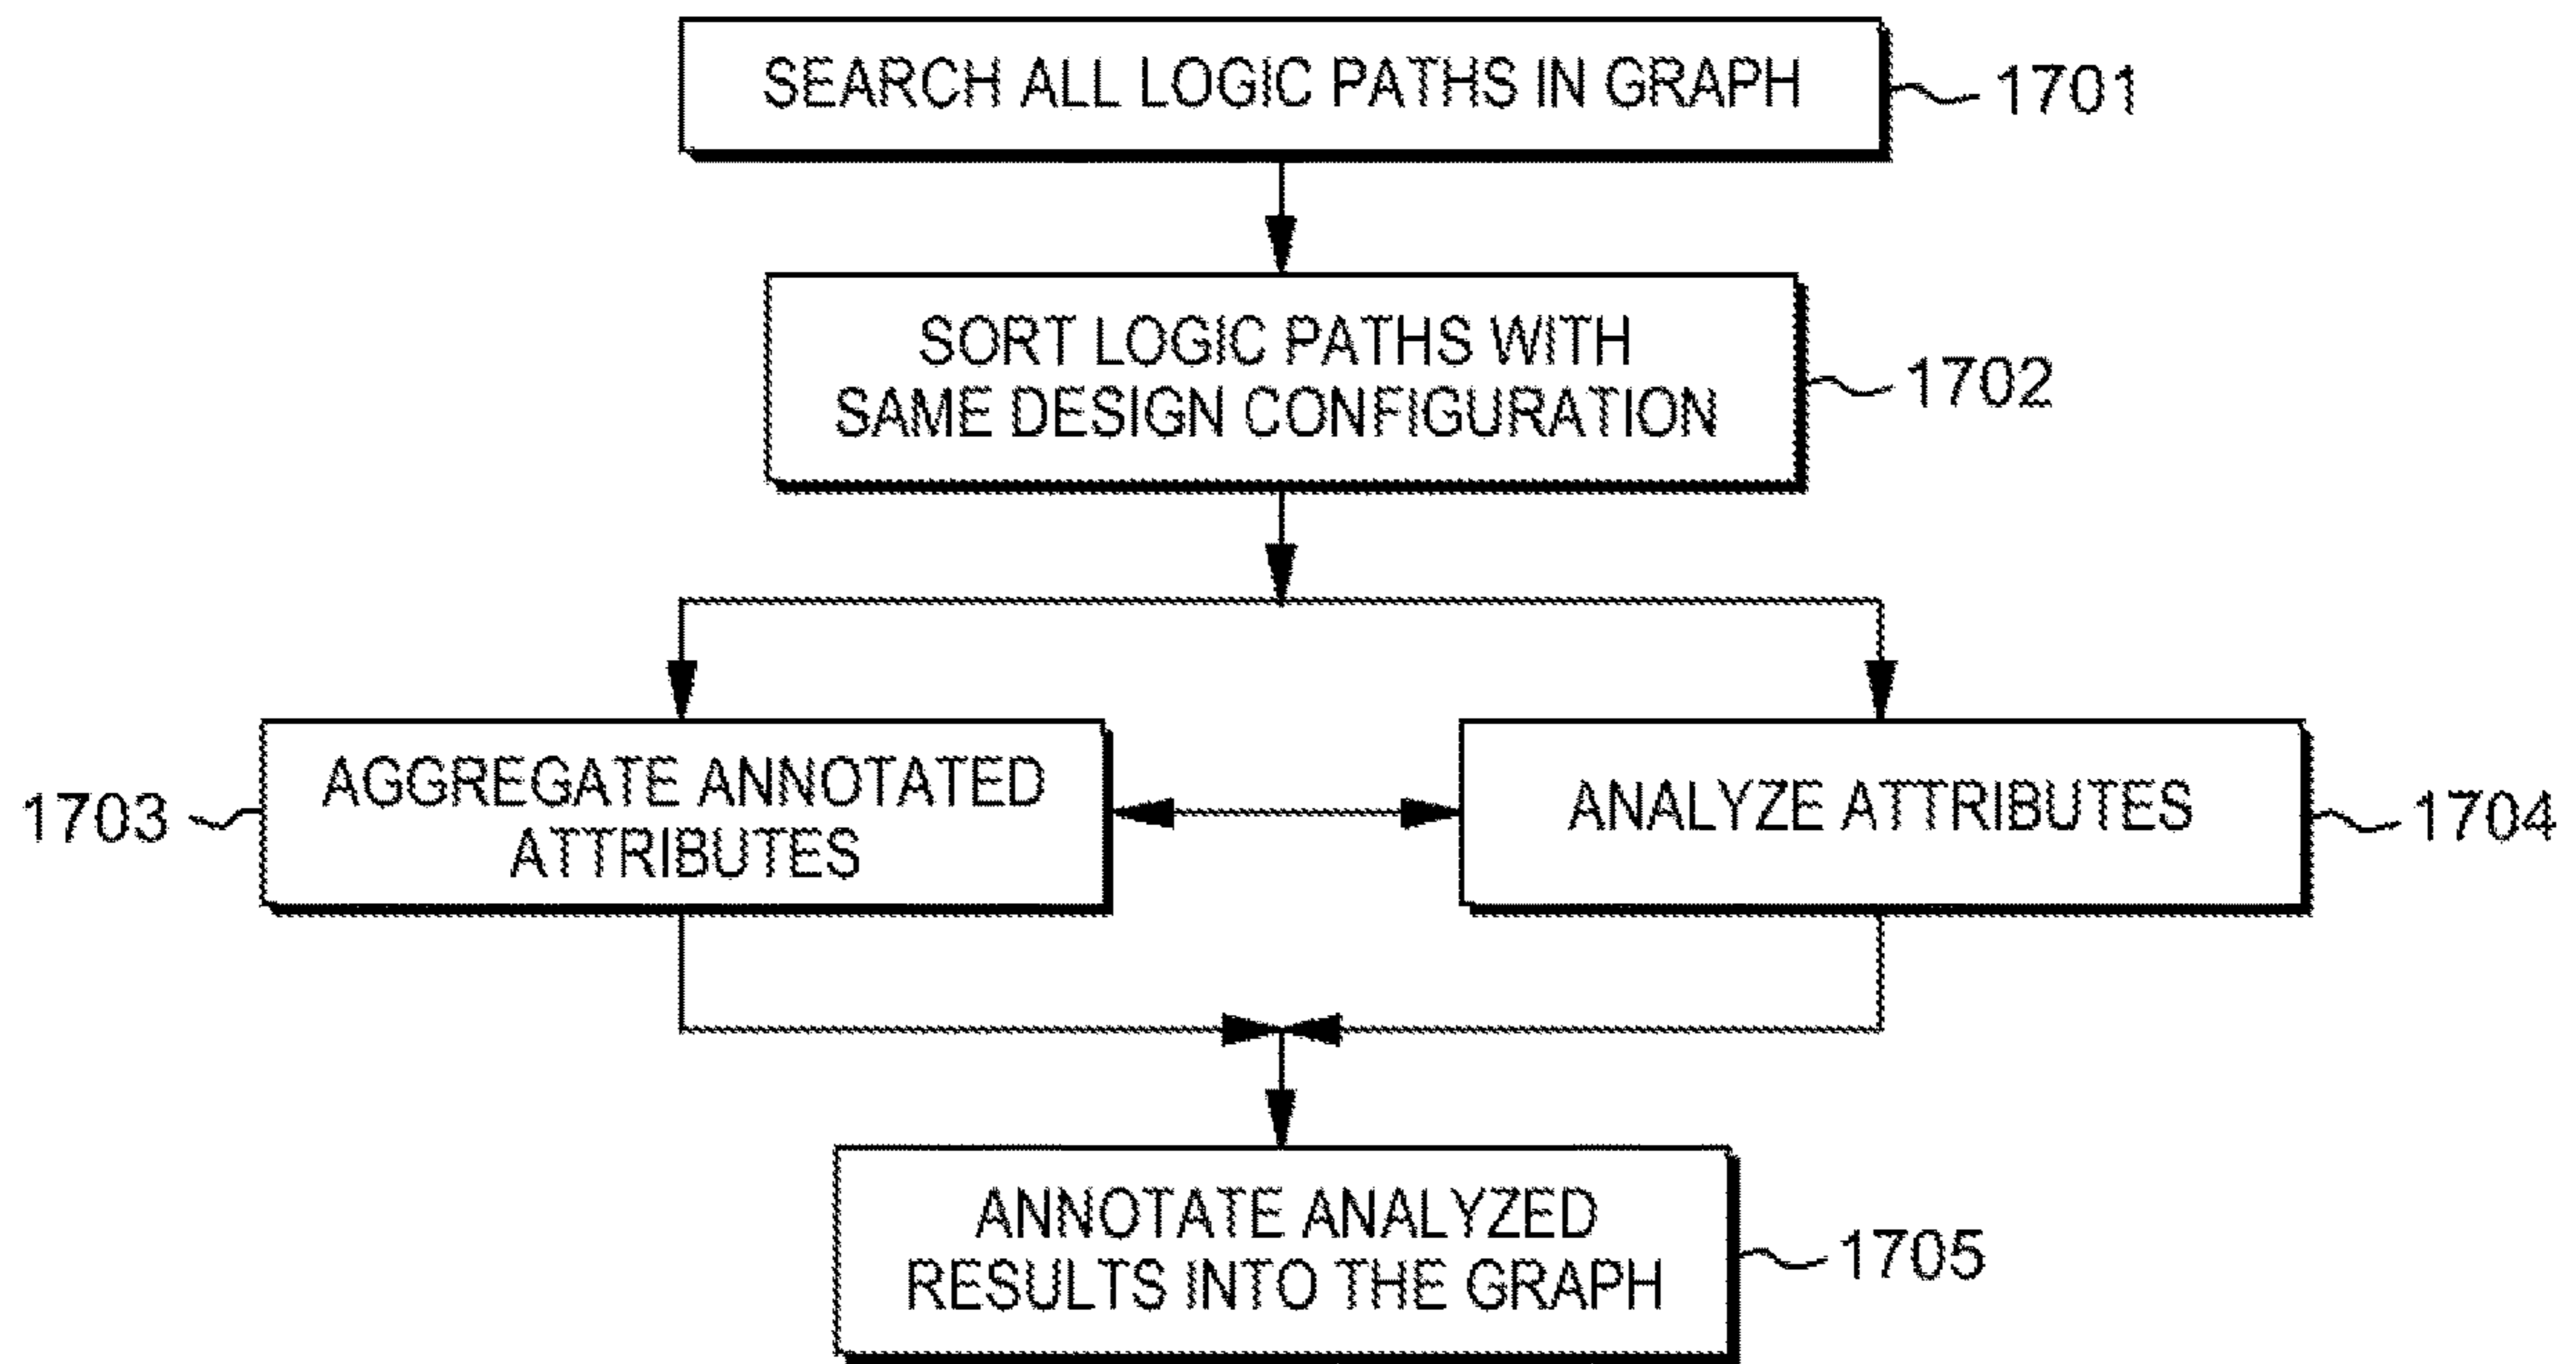 SEARCH ALL LOGIC PATHS IN GRAPH
1701
SORT LOGIC PATHS WITH
SAME DESIGN CONFIGURATION
1702
1703
AGGREGATE ANNOTATED
ATTRIBUTES
ANALYZE ATTRIBUTES
1704
ANNOTATE ANALYZED
RESULTS INTO THE GRAPH
1705